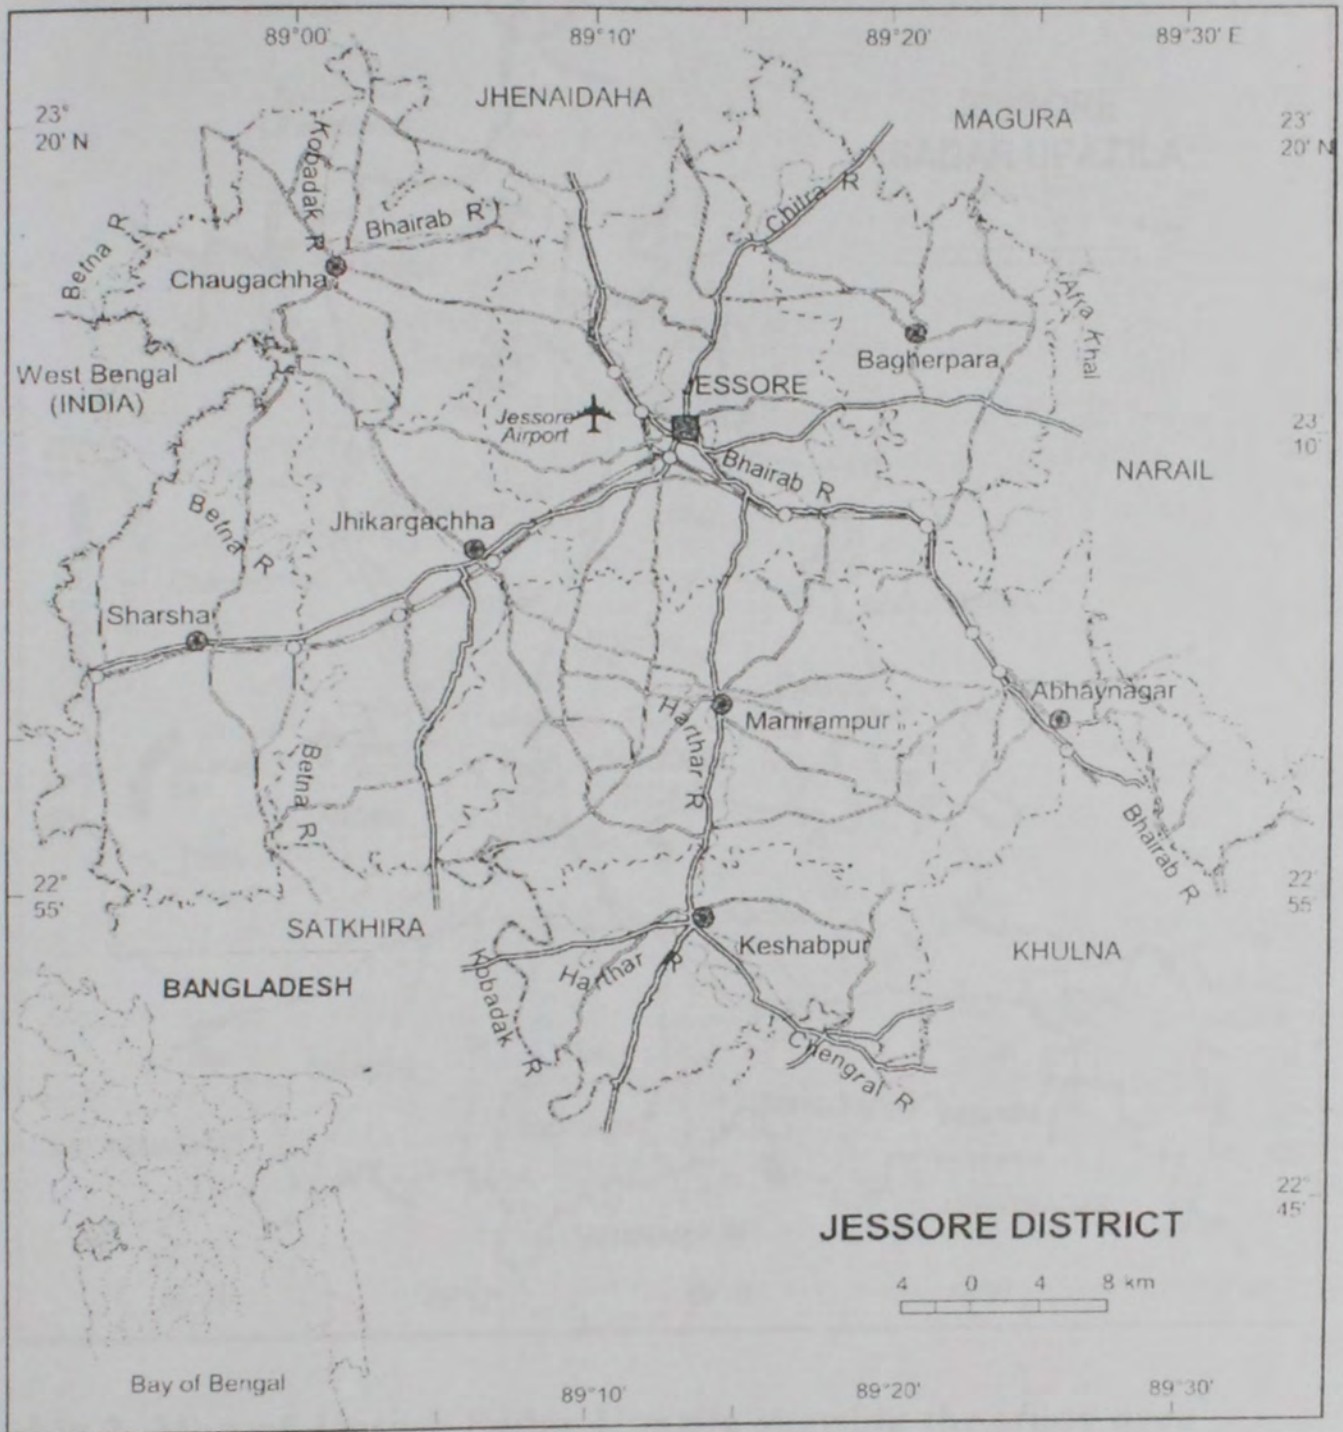 89°00'
89°10'
89°20'
89°30' E
JHENAIDAHA
MAGURA
23°
20' N
23°
20' N
Kobadak R
Chitra R
Bhairab R
Betna R
Chaugachha
Arra Khal
Bagherpara
West Bengal
(INDIA)
JESSORE
Jessore
Airport
23
10'
NARAIL
Bhairab R
Betna R
Jhikargachha
Sharsha
Abhaynagar
Manirampur
Harihar R
Betna R
Bhairab R
22°
55'
22°
55'
SATKHIRA
KHULNA
Keshabpur
Harihar R
Kobadak R
BANGLADESH
Chengral R
22°
45'
JESSORE DISTRICT
4 0 4 8 km
Bay of Bengal
89°10'
89°20'
89°30'